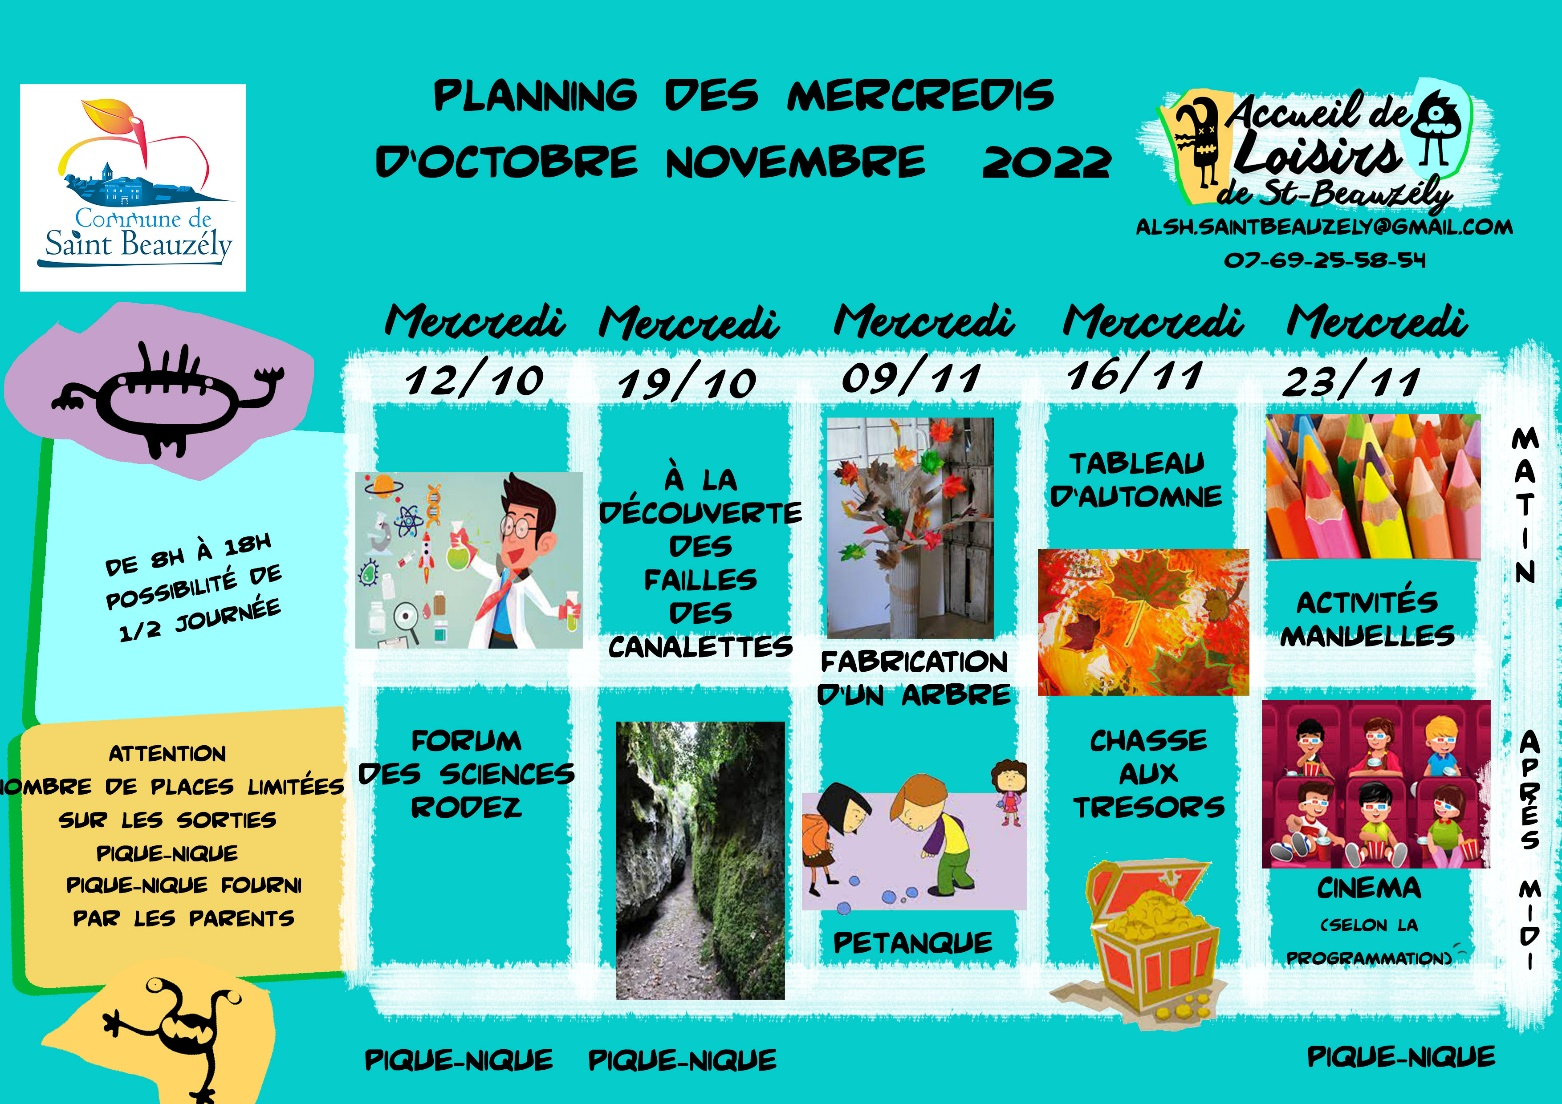 PLANNING DES MERCREDIS
D'OCTOBRE NOVEMBRE 2022
Commune de
Saint Beauzély
Accueil de
Loisirs
de St-Beauzély
ALSH.SAINTBEAUZELY@GMAIL.COM
07-69-25-58-54
Mercredi
12/10
Mercredi
19/10
Mercredi
09/11
Mercredi
16/11
Mercredi
23/11
MATIN
APRÈS MIDI
DE 8H À 18H
POSSIBILITÉ DE
1/2 JOURNÉE
ATTENTION
NOMBRE DE PLACES LIMITÉES
SUR LES SORTIES
PIQUE-NIQUE
PIQUE-NIQUE FOURNI
PAR LES PARENTS
FORUM
DES SCIENCES
RODEZ
À LA
DÉCOUVERTE
DES
FAILLES
DES
CANALETTES
FABRICATION
D'UN ARBRE
PETANQUE
TABLEAU
D'AUTOMNE
CHASSE
AUX
TRESORS
ACTIVITÉS
MANUELLES
CINEMA
(SELON LA
PROGRAMMATION)
PIQUE-NIQUE
PIQUE-NIQUE
PIQUE-NIQUE